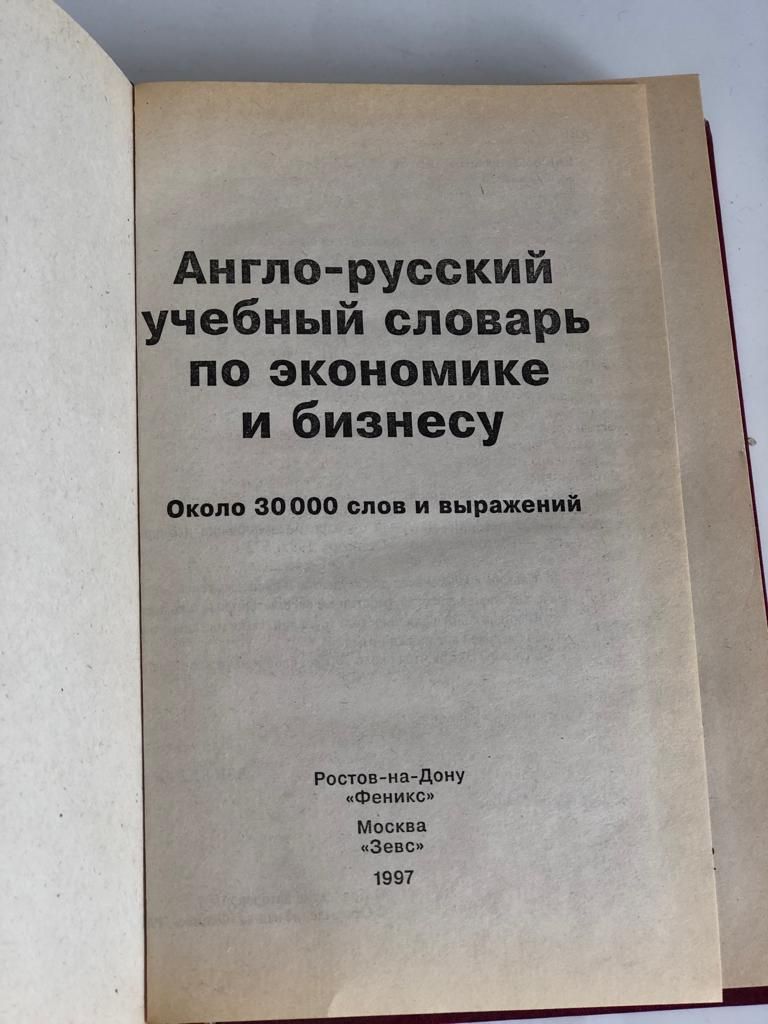 Англо-русский
учебный словарь
по экономике
и бизнесу
Около 30 000 слов и выражений
Ростов-на-Дону
«Феникс»
Москва
«Зевс»
1997